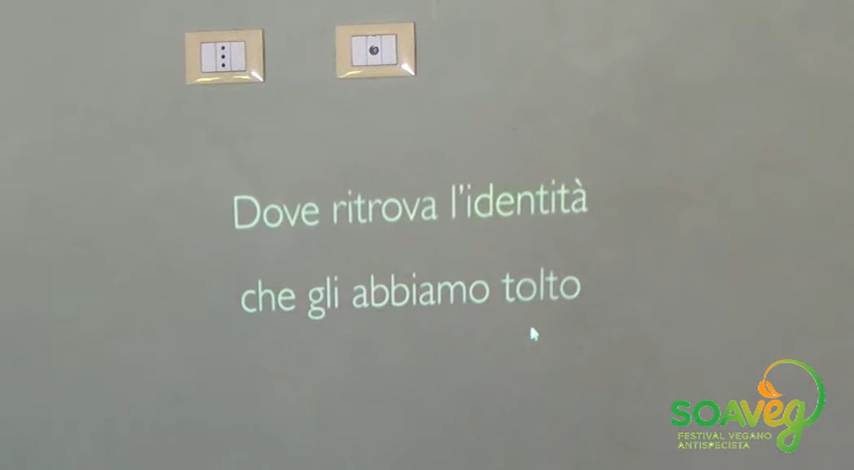 Dove ritrova l'identità
che gli abbiamo tolto
SOAVEG
FESTIVAL VEGANO
ANTISPECISTA